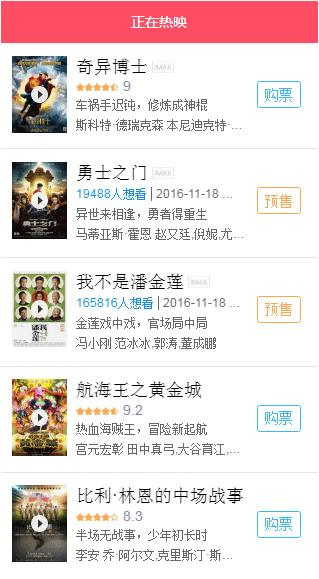 正在热映
奇异博士 IMAX
9
车祸手迟钝，修炼成神棍
斯科特·德瑞克森 本尼迪克特·...
购票
勇士之门 IMAX
19488人想看 | 2016-11-18 ...
异世来相逢，勇者得重生
马蒂亚斯·霍恩 赵又廷,倪妮,尤...
预售
我不是潘金莲 IMAX
165816人想看 | 2016-11-18 ...
金莲戏中戏，官场局中局
冯小刚 范冰冰,郭涛,董成鹏
预售
航海王之黄金城
9.2
热血海贼王，冒险新起航
宫元宏彰 田中真弓,大谷育江,...
购票
比利·林恩的中场战事
8.3
半场无战事，少年初长时
李安 乔·阿尔文,克里斯汀·斯...
购票